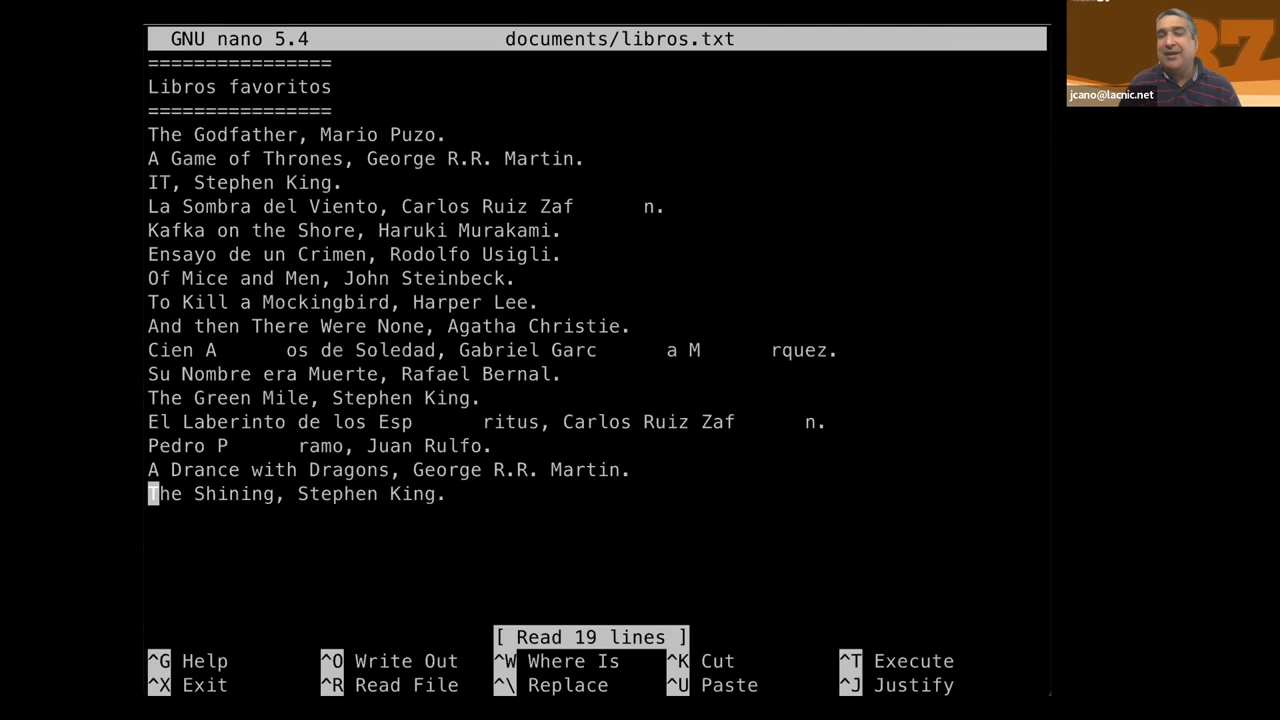 GNU nano 5.4 documents/libros.txt
================
Libros favoritos
================
The Godfather, Mario Puzo.
A Game of Thrones, George R.R. Martin.
IT, Stephen King.
La Sombra del Viento, Carlos Ruiz Zaf n.
Kafka on the Shore, Haruki Murakami.
Ensayo de un Crimen, Rodolfo Usigli.
Of Mice and Men, John Steinbeck.
To Kill a Mockingbird, Harper Lee.
And then There Were None, Agatha Christie.
Cien A os de Soledad, Gabriel Garc a M rquez.
Su Nombre era Muerte, Rafael Bernal.
The Green Mile, Stephen King.
El Laberinto de los Esp ritus, Carlos Ruiz Zaf n.
Pedro P ramo, Juan Rulfo.
A Drance with Dragons, George R.R. Martin.
The Shining, Stephen King.
[ Read 19 lines ]
^G Help ^O Write Out ^W Where Is ^K Cut ^T Execute
^X Exit ^R Read File ^\ Replace ^U Paste ^J Justify
37
jcano@lacnic.net